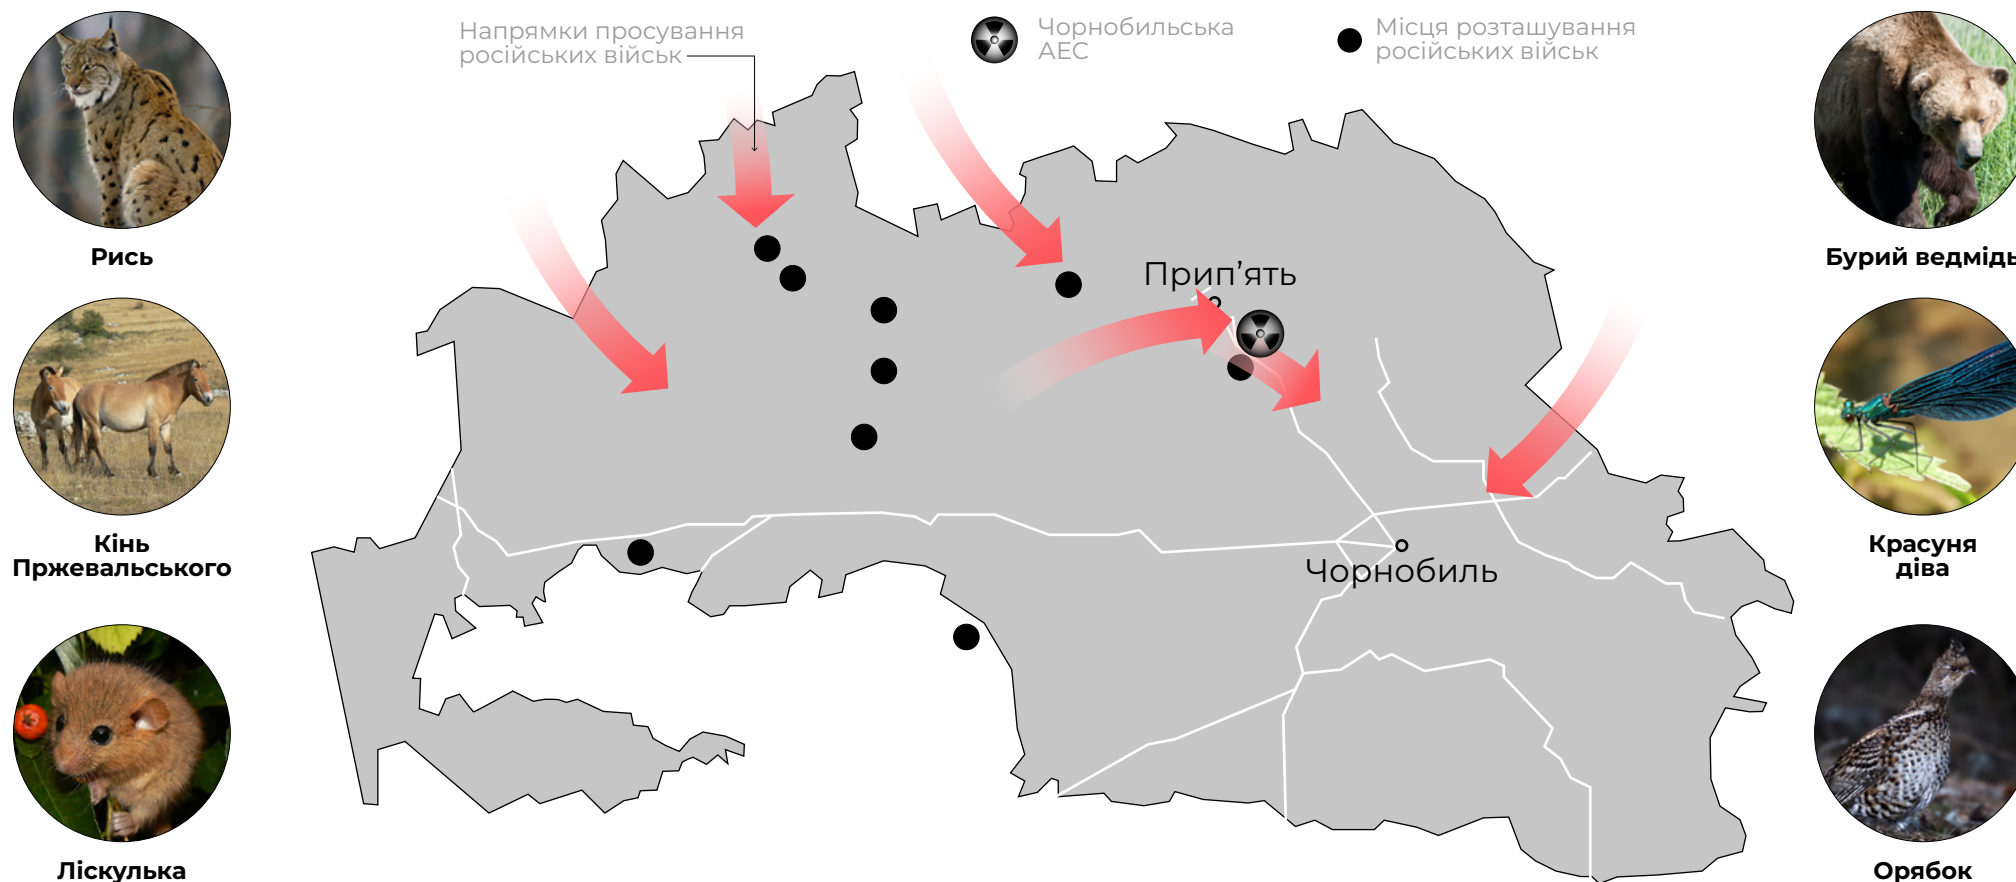 Напрямки просування
російських військ
Чорнобильська
АЕС
Місця розташування
російських військ
Рись
Бурий ведмідь
Прип’ять
Кінь
Пржевальського
Красуня
діва
Чорнобиль
Ліскулька
Орябок